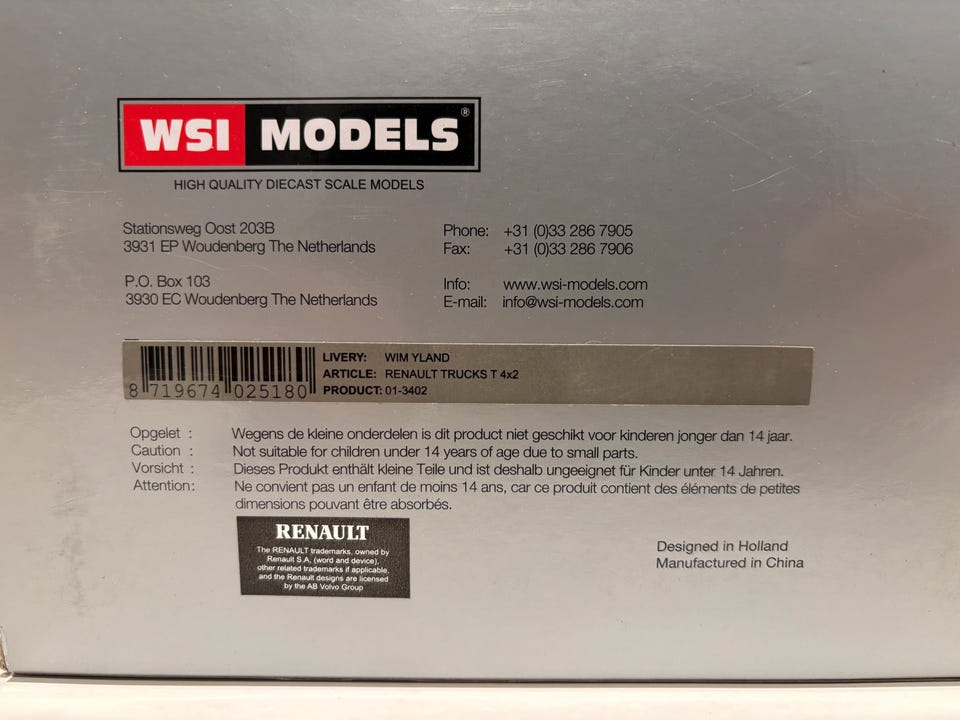 WSI MODELS®
HIGH QUALITY DIECAST SCALE MODELS
Stationsweg Oost 203B
3931 EP Woudenberg The Netherlands
P.O. Box 103
3930 EC Woudenberg The Netherlands
Phone: +31 (0)33 286 7905
Fax: +31 (0)33 286 7906
Info: www.wsi-models.com
E-mail: info@wsi-models.com
8 719674 025180
LIVERY: WIM YLAND
ARTICLE: RENAULT TRUCKS T 4x2
PRODUCT: 01-3402
Opgelet : Wegens de kleine onderdelen is dit product niet geschikt voor kinderen jonger dan 14 jaar.
Caution : Not suitable for children under 14 years of age due to small parts.
Vorsicht : Dieses Produkt enthält kleine Teile und ist deshalb ungeeignet für Kinder unter 14 Jahren.
Attention: Ne convient pas un enfant de moins 14 ans, car ce produit contient des éléments de petites
dimensions pouvant être absorbés.
RENAULT
The RENAULT trademarks, owned by
Renault S.A, (word and device),
other related trademarks if applicable,
and the Renault designs are licensed
by the AB Volvo Group
Designed in Holland
Manufactured in China